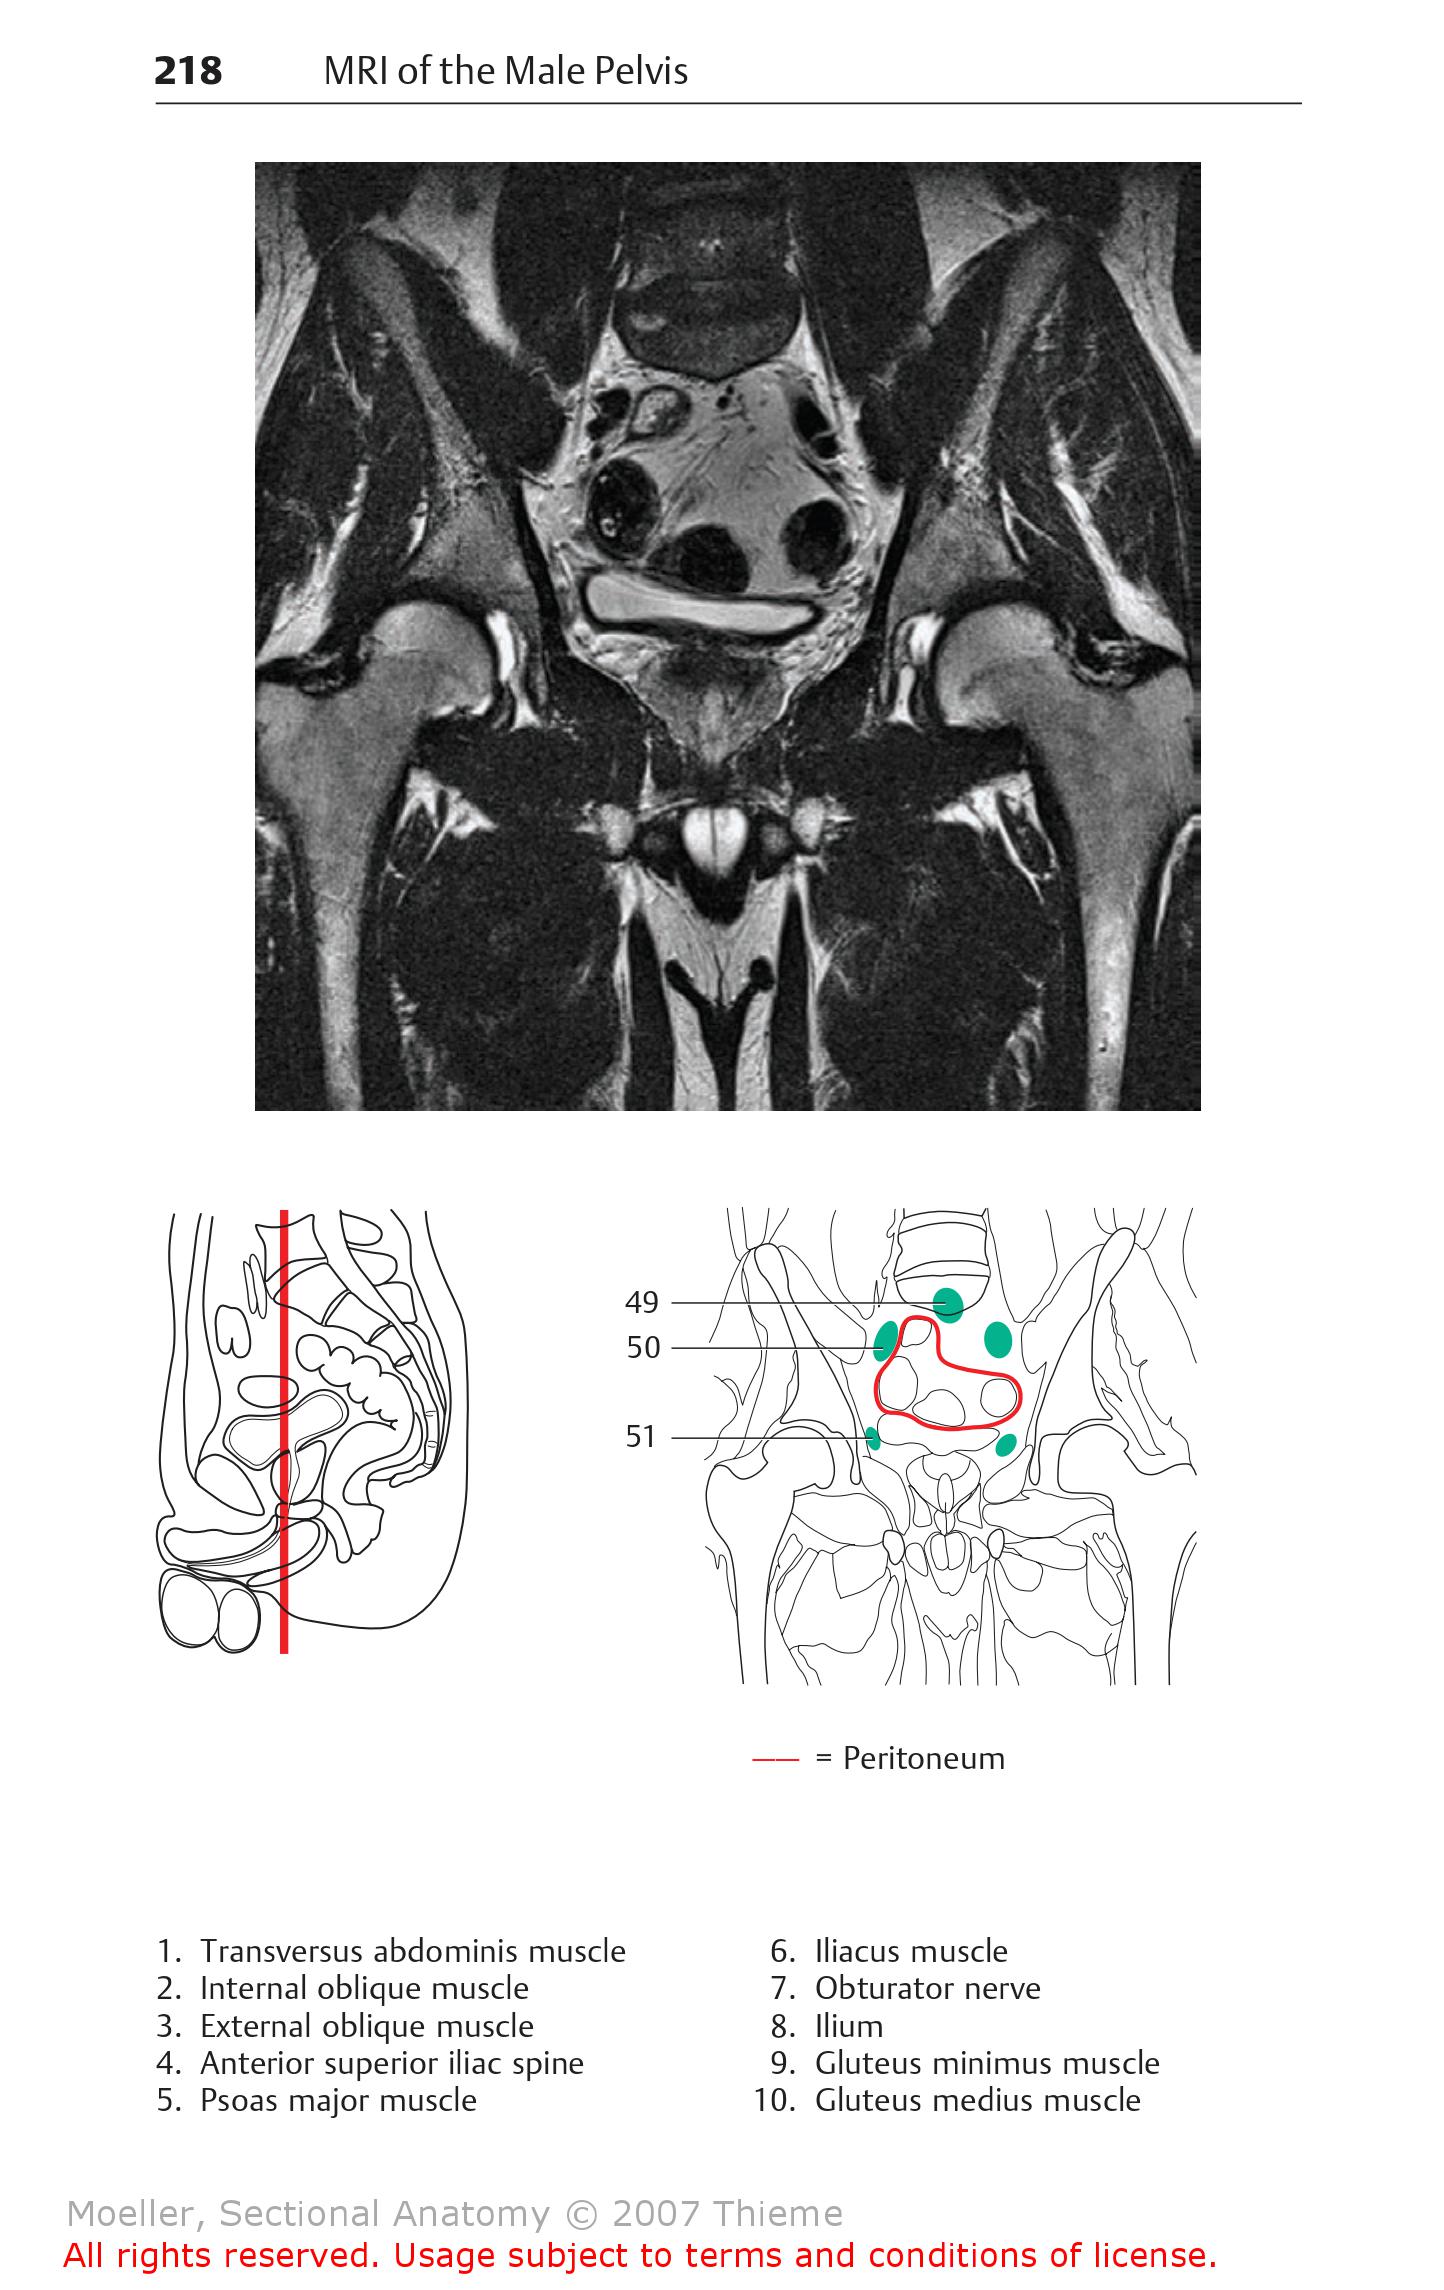 218 MRI of the Male Pelvis
49
50
51
—— = Peritoneum
1. Transversus abdominis muscle
2. Internal oblique muscle
3. External oblique muscle
4. Anterior superior iliac spine
5. Psoas major muscle
6. Iliacus muscle
7. Obturator nerve
8. Ilium
9. Gluteus minimus muscle
10. Gluteus medius muscle
Moeller, Sectional Anatomy © 2007 Thieme
All rights reserved. Usage subject to terms and conditions of license.